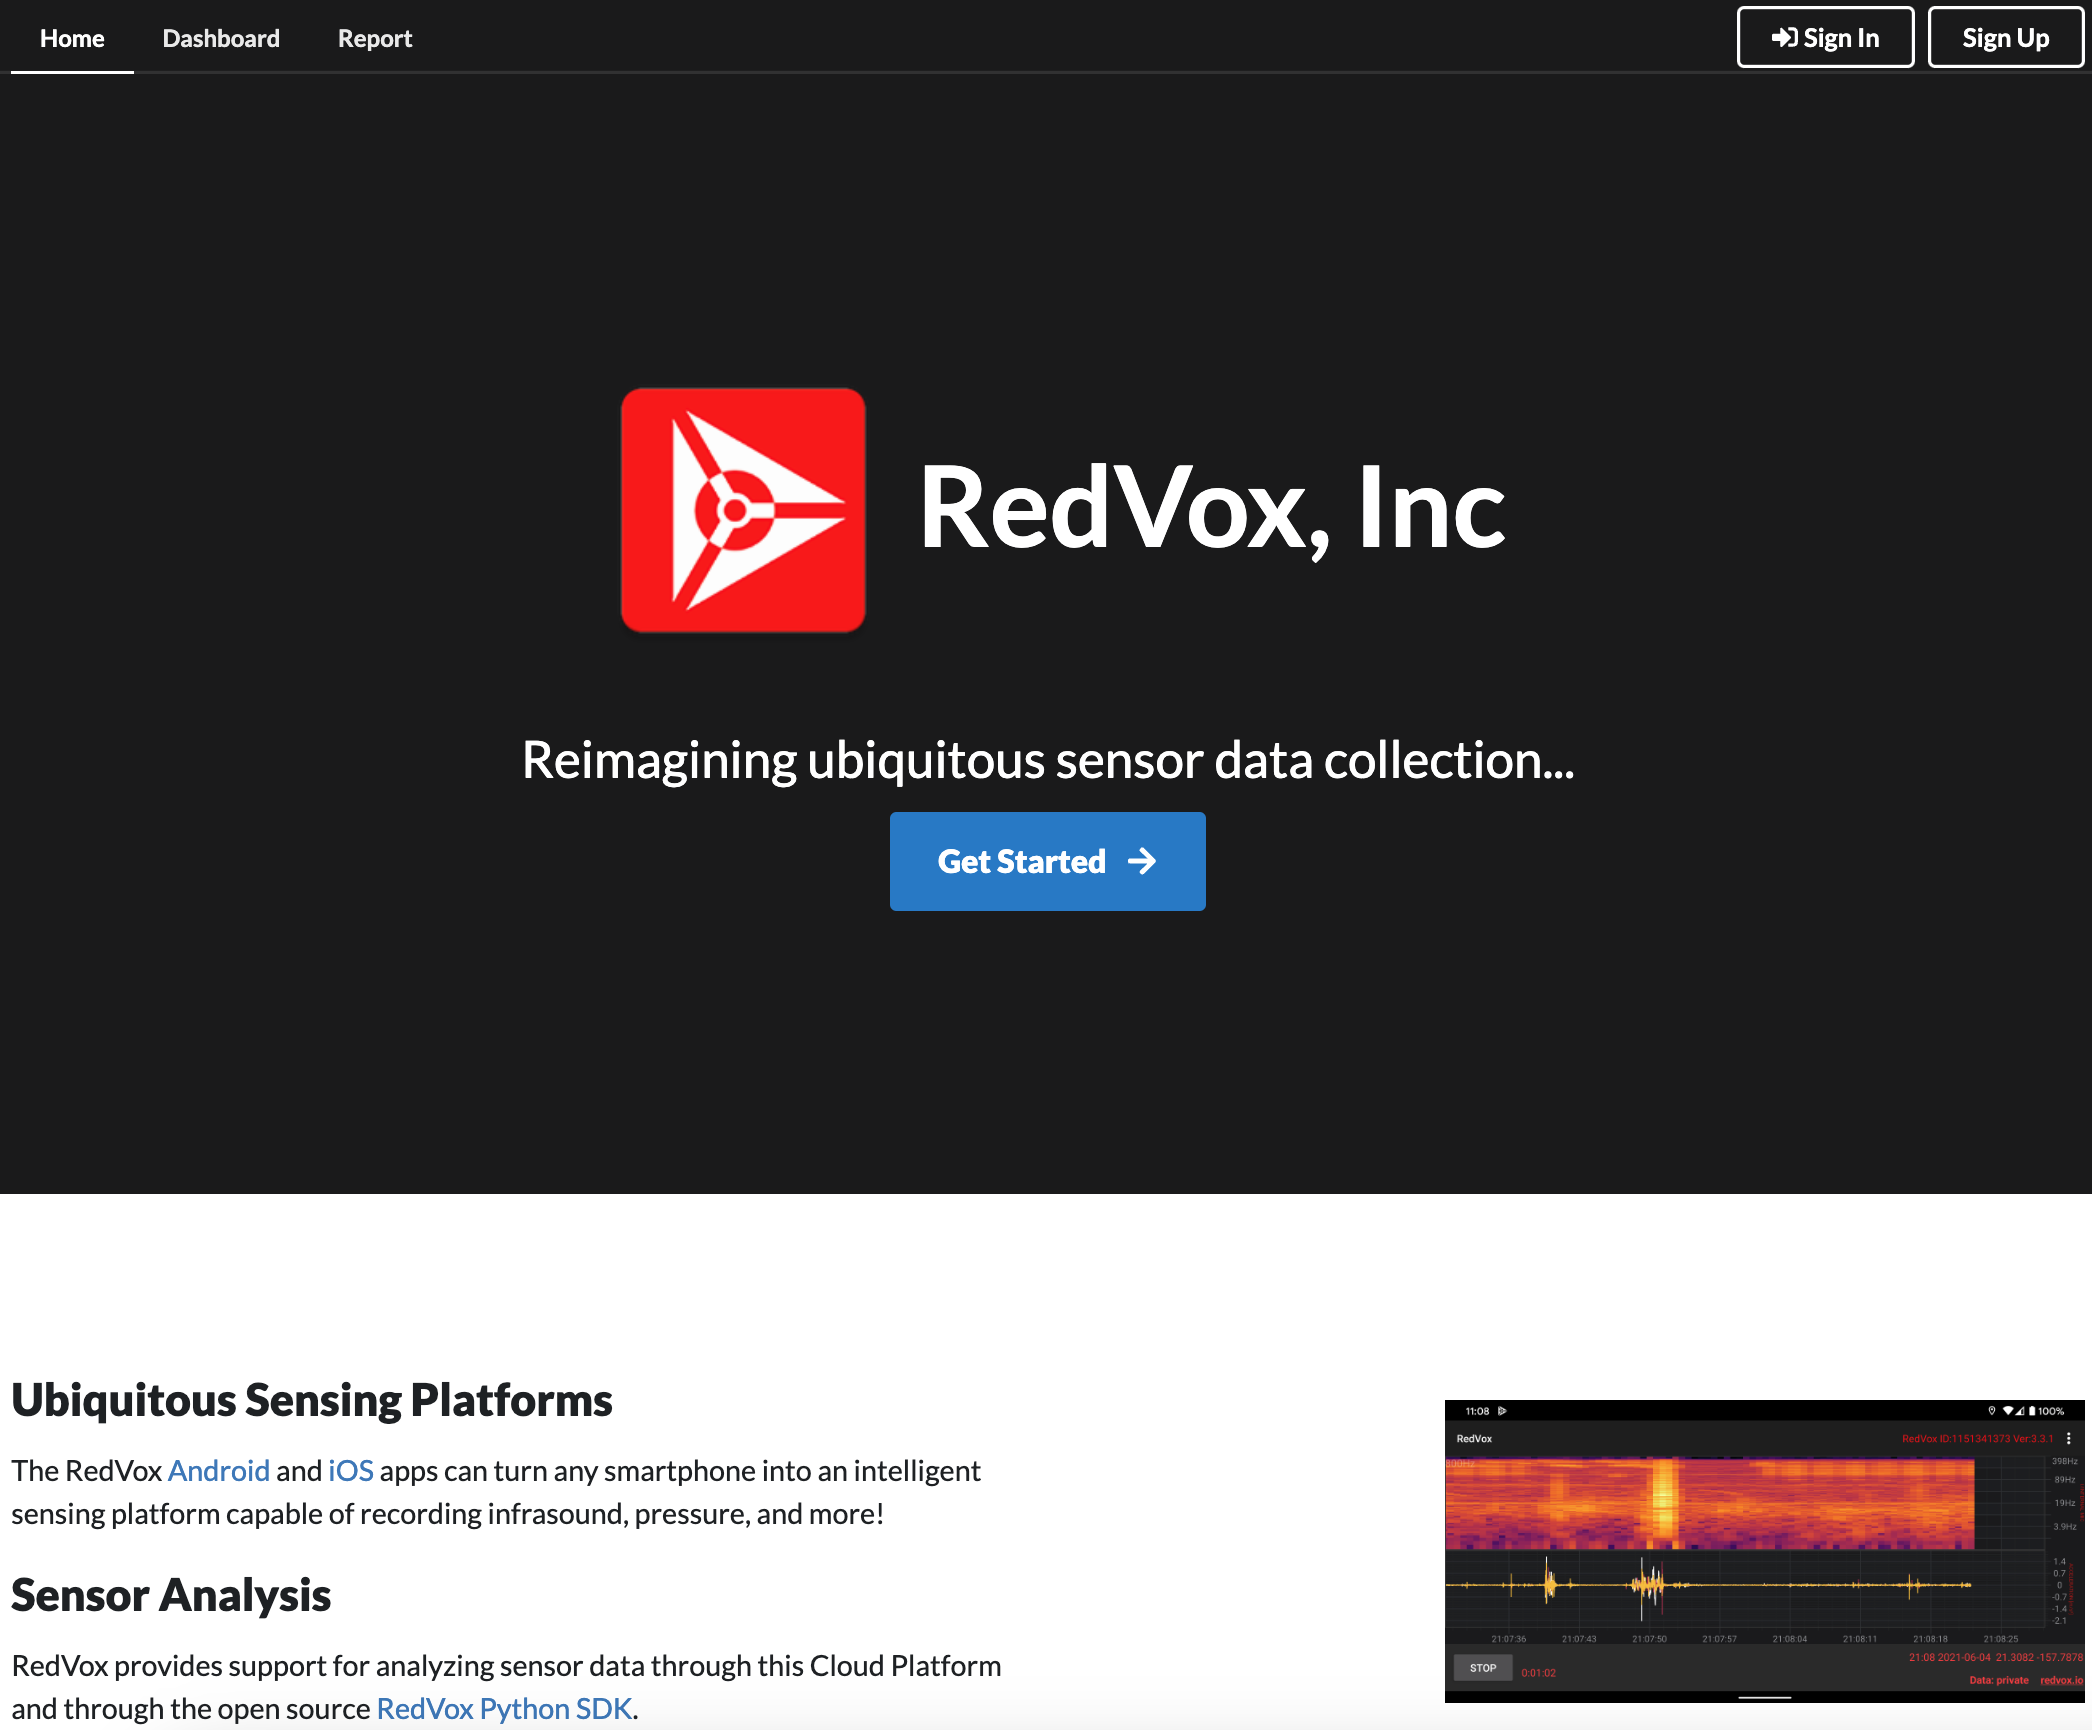 Home Dashboard Report Sign In Sign Up
RedVox, Inc
Reimagining ubiquitous sensor data collection...
Get Started
Ubiquitous Sensing Platforms
The RedVox Android and iOS apps can turn any smartphone into an intelligent
sensing platform capable of recording infrasound, pressure, and more!
Sensor Analysis
RedVox provides support for analyzing sensor data through this Cloud Platform
and through the open source RedVox Python SDK.
11:08 100%
RedVox RedVox ID:1151341373 Ver:3.3.1
800Hz 398Hz
89Hz
19Hz
3.9Hz
1.4
0.7
0
-0.7
-1.4
-2.1
21:07:36 21:07:43 21:07:50 21:07:57 21:08:04 21:08:11 21:08:18 21:08:25
21:08 2021-06-04 21.3082 -157.7878
STOP 0:01:02
Data: private redvox.io